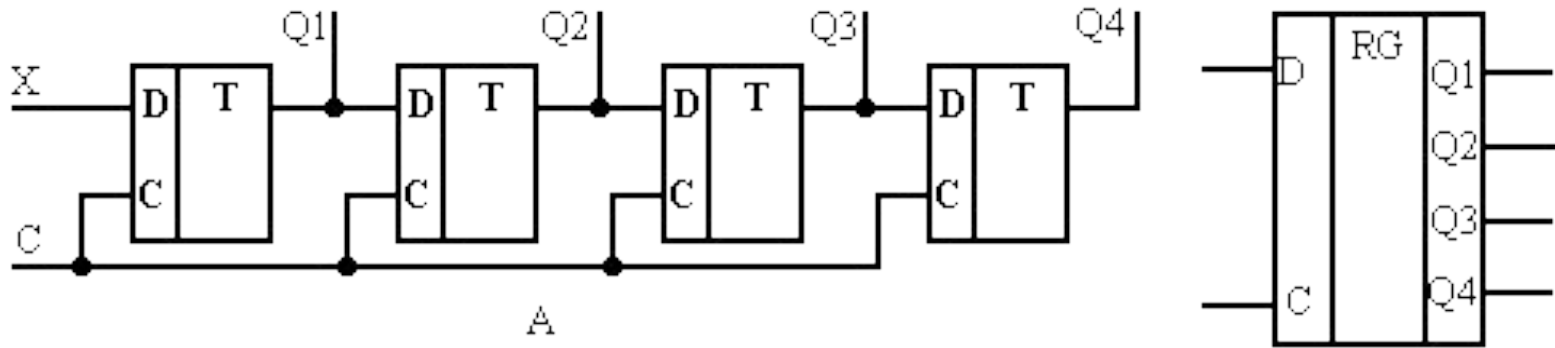 Q1 Q2 Q3 Q4
X D T D T D T D T
C C C C
C
A
RG
D Q1
Q2
Q3
C Q4